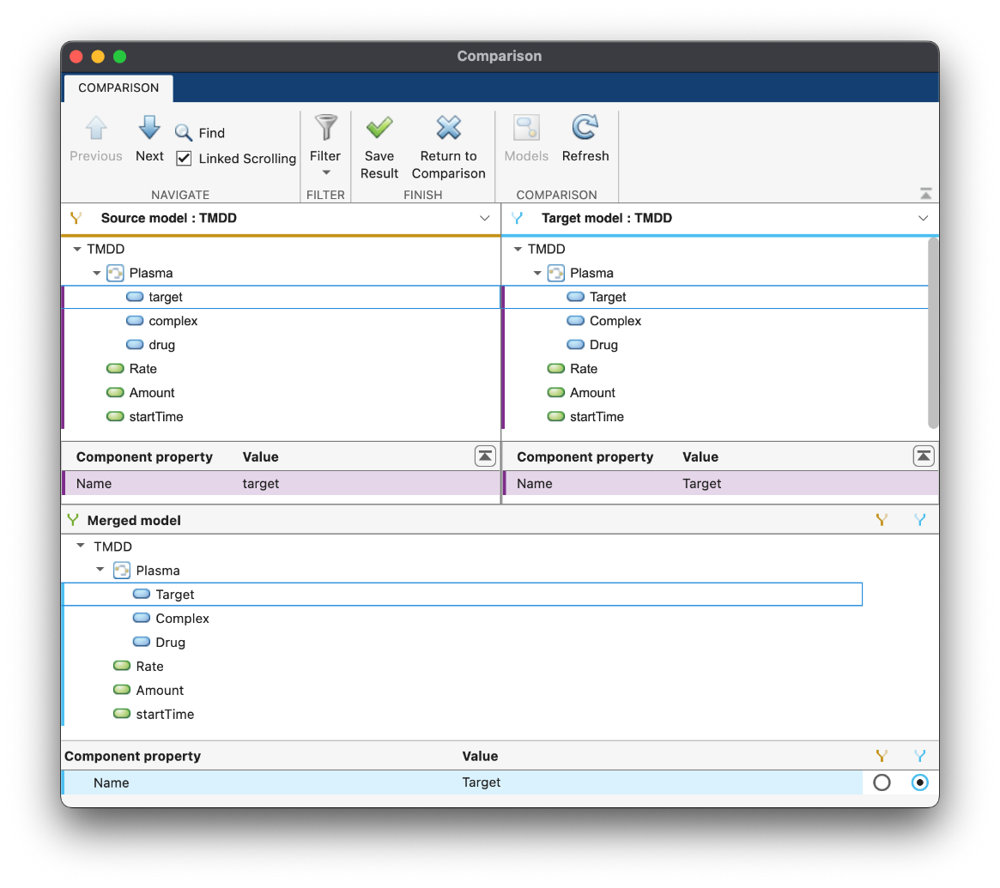 Comparison
COMPARISON
Previous
Next
Find
Linked Scrolling
NAVIGATE
Filter
FILTER
Save
Result
Return to
Comparison
FINISH
Models
Refresh
COMPARISON
Source model : TMDD
TMDD
Plasma
target
complex
drug
Rate
Amount
startTime
Component property Value
Name target
Target model : TMDD
TMDD
Plasma
Target
Complex
Drug
Rate
Amount
startTime
Component property Value
Name Target
Merged model
TMDD
Plasma
Target
Complex
Drug
Rate
Amount
startTime
Component property Value
Name Target